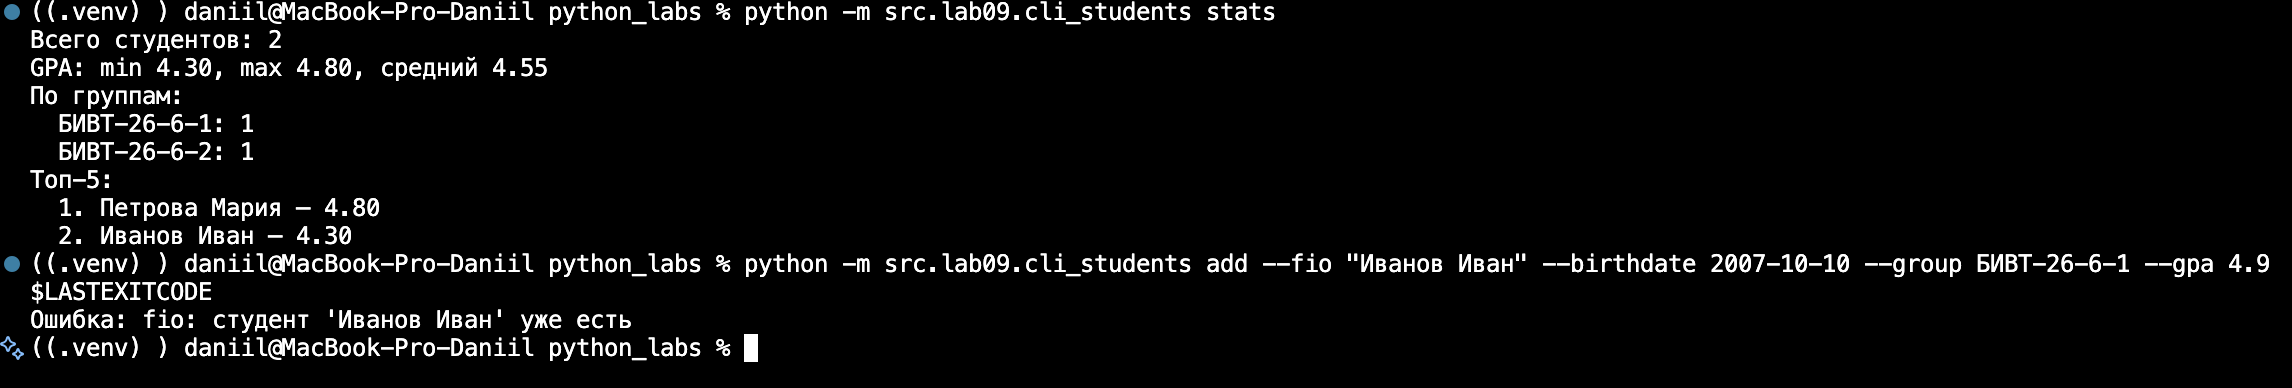 ((.venv) ) daniil@MacBook-Pro-Daniil python_labs % python -m src.lab09.cli_students stats
Всего студентов: 2
GPA: min 4.30, max 4.80, средний 4.55
По группам:
  БИВТ-26-6-1: 1
  БИВТ-26-6-2: 1
Топ-5:
  1. Петрова Мария — 4.80
  2. Иванов Иван — 4.30
((.venv) ) daniil@MacBook-Pro-Daniil python_labs % python -m src.lab09.cli_students add --fio "Иванов Иван" --birthdate 2007-10-10 --group БИВТ-26-6-1 --gpa 4.9
$LASTEXITCODE
Ошибка: fio: студент 'Иванов Иван' уже есть
((.venv) ) daniil@MacBook-Pro-Daniil python_labs %